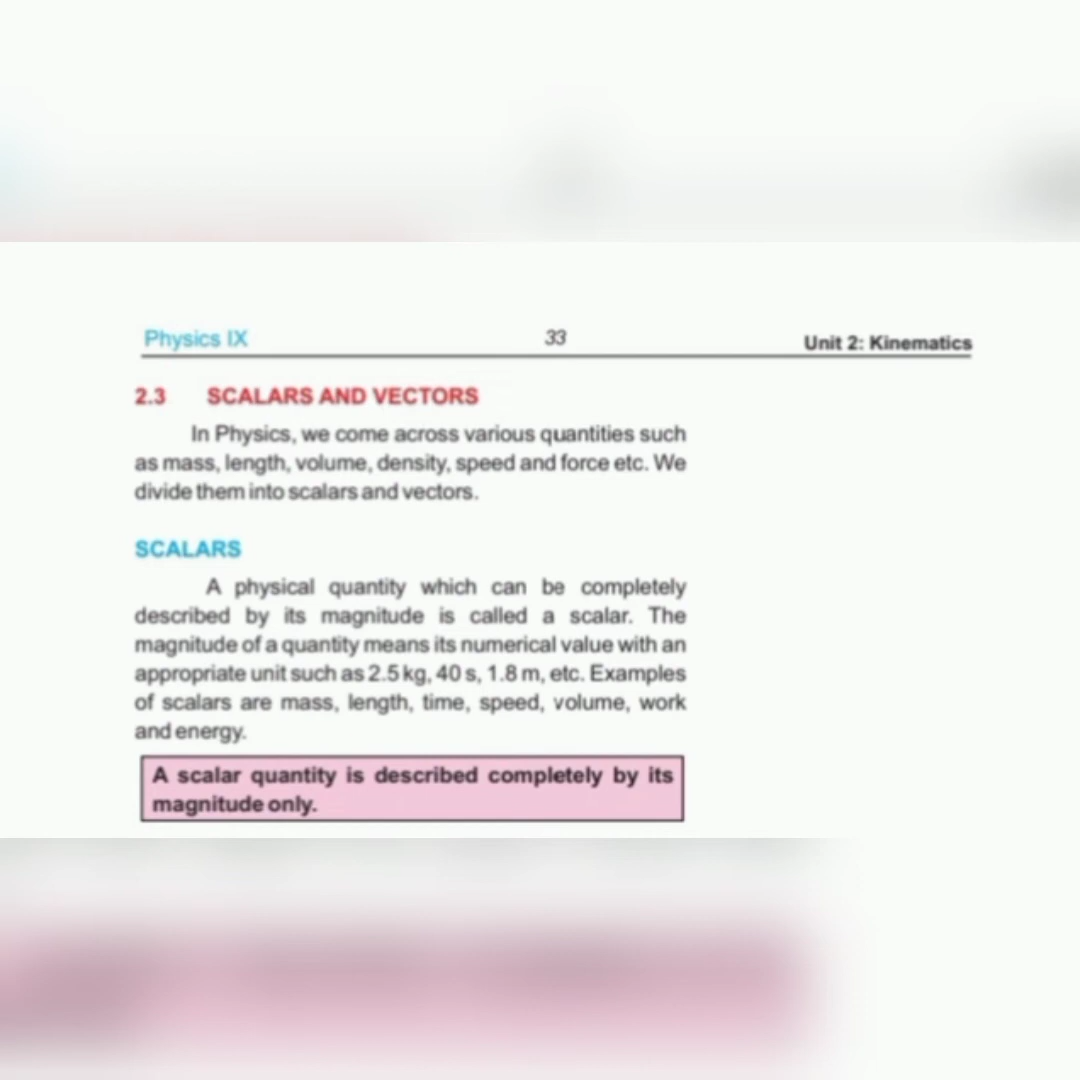 Physics IX 33 Unit 2: Kinematics
2.3 SCALARS AND VECTORS
In Physics, we come across various quantities such
as mass, length, volume, density, speed and force etc. We
divide them into scalars and vectors.
SCALARS
A physical quantity which can be completely
described by its magnitude is called a scalar. The
magnitude of a quantity means its numerical value with an
appropriate unit such as 2.5 kg, 40 s, 1.8 m, etc. Examples
of scalars are mass, length, time, speed, volume, work
and energy.
A scalar quantity is described completely by its
magnitude only.